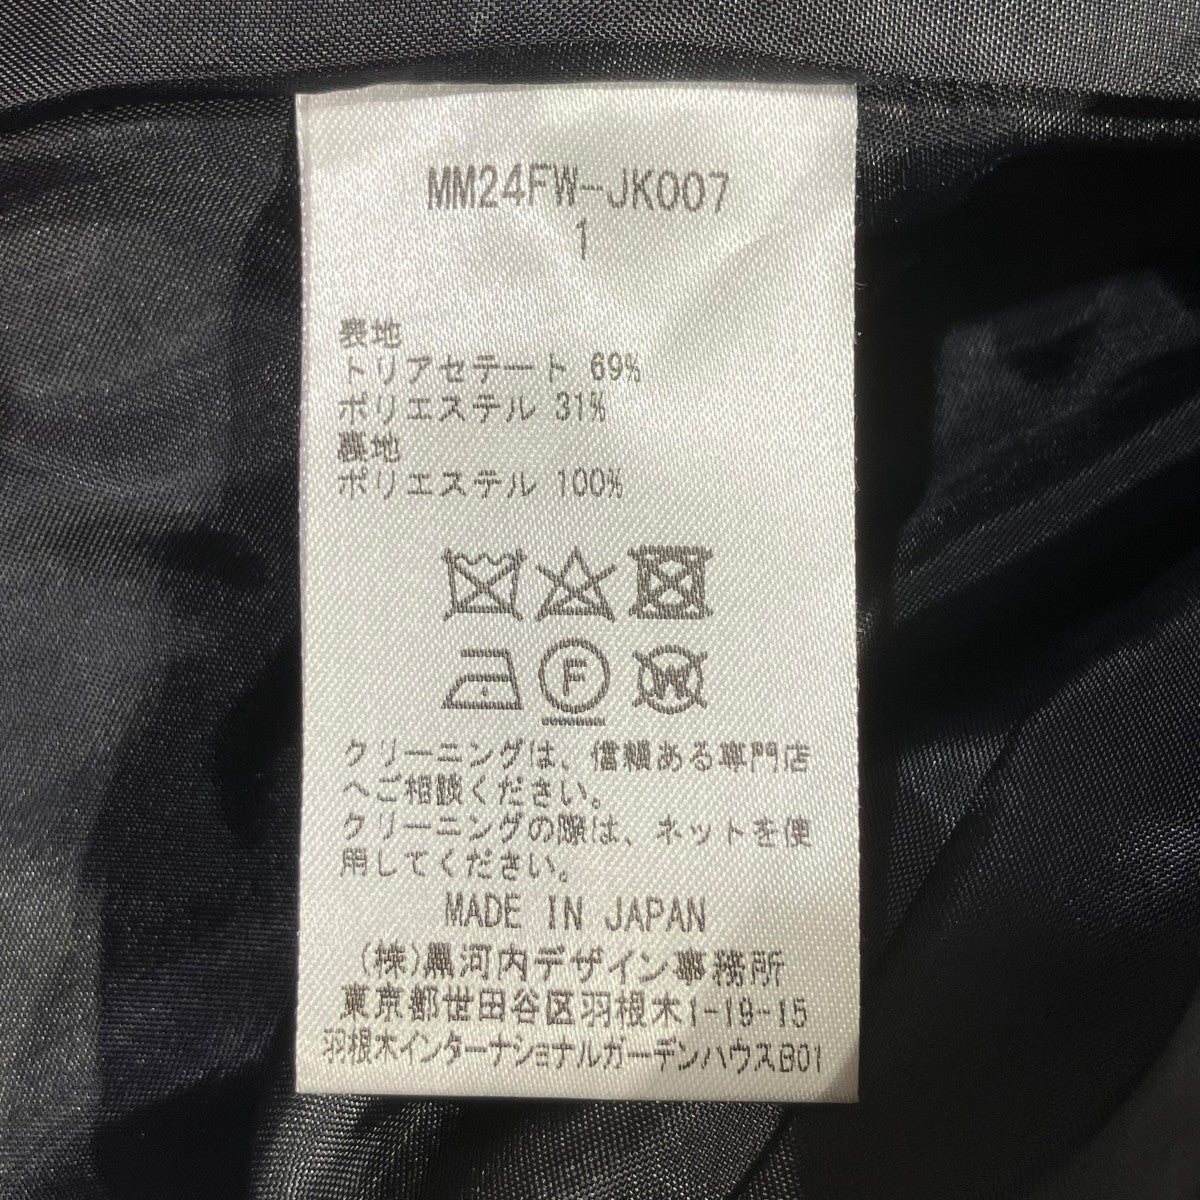 MM24FW-JK007
1
表地
トリアセテート 69%
ポリエステル 31%
裏地
ポリエステル 100%
F
W
クリーニングは、信頼ある専門店
へご相談ください。
クリーニングの際は、ネットを使
用してください。
MADE IN JAPAN
(株)黒河内デザイン事務所
東京都世田谷区羽根木1-19-15
羽根木インターナショナルガーデンハウスB01